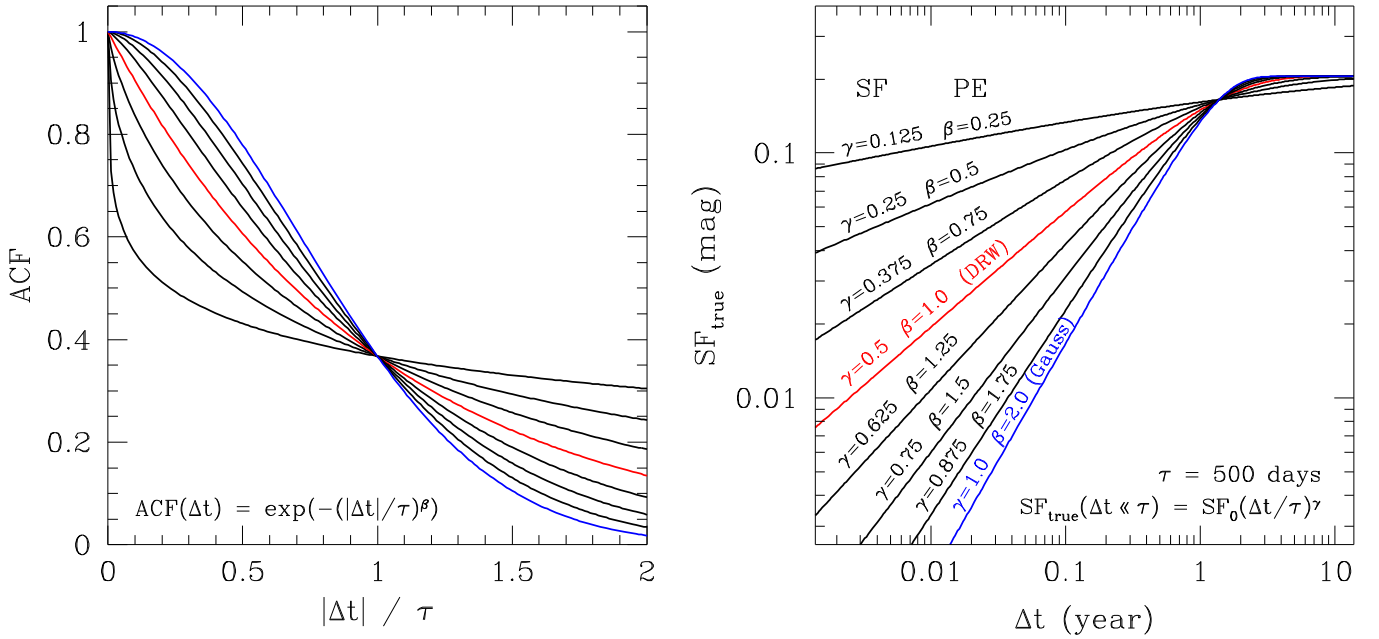 1
0.8
0.6
0.4
0.2
0
ACF
ACF(Δt) = exp(-(|Δt|/τ)^β)
0 0.5 1 1.5 2
|Δt| / τ
SF PE
γ=0.125 β=0.25
γ=0.25 β=0.5
γ=0.375 β=0.75
γ=0.5 β=1.0 (DRW)
γ=0.625 β=1.25
γ=0.75 β=1.5
γ=0.875 β=1.75
γ=1.0 β=2.0 (Gauss)
0.1
0.01
SF_true (mag)
τ = 500 days
SF_true(Δt ≪ τ) = SF_0(Δt/τ)^γ
0.01 0.1 1 10
Δt (year)